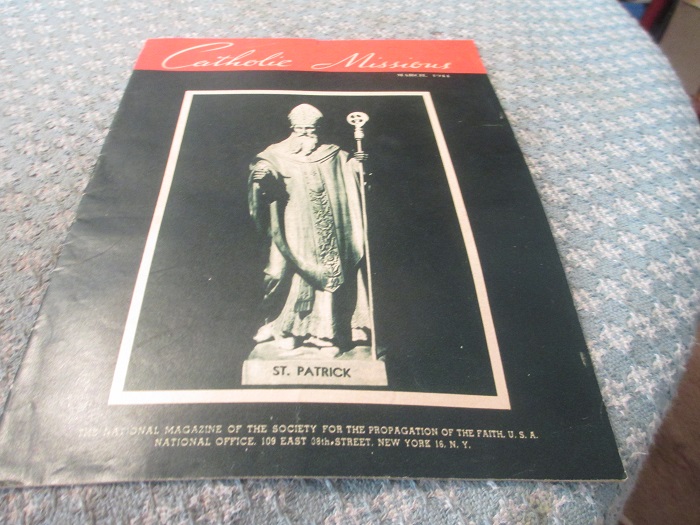 Catholic Missions
MARCH,
ST. PATRICK
THE NATIONAL MAGAZINE OF THE SOCIETY FOR THE PROPAGATION OF THE FAITH, U. S. A.
NATIONAL OFFICE, 109 EAST 38th STREET, NEW YORK 16, N. Y.